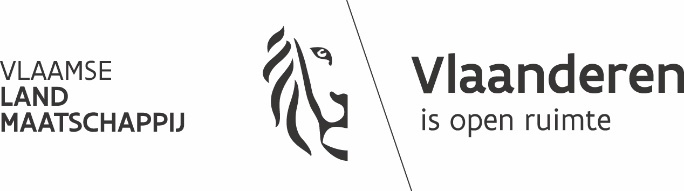 VLAAMSE
LAND
MAATSCHAPPIJ
Vlaanderen
is open ruimte